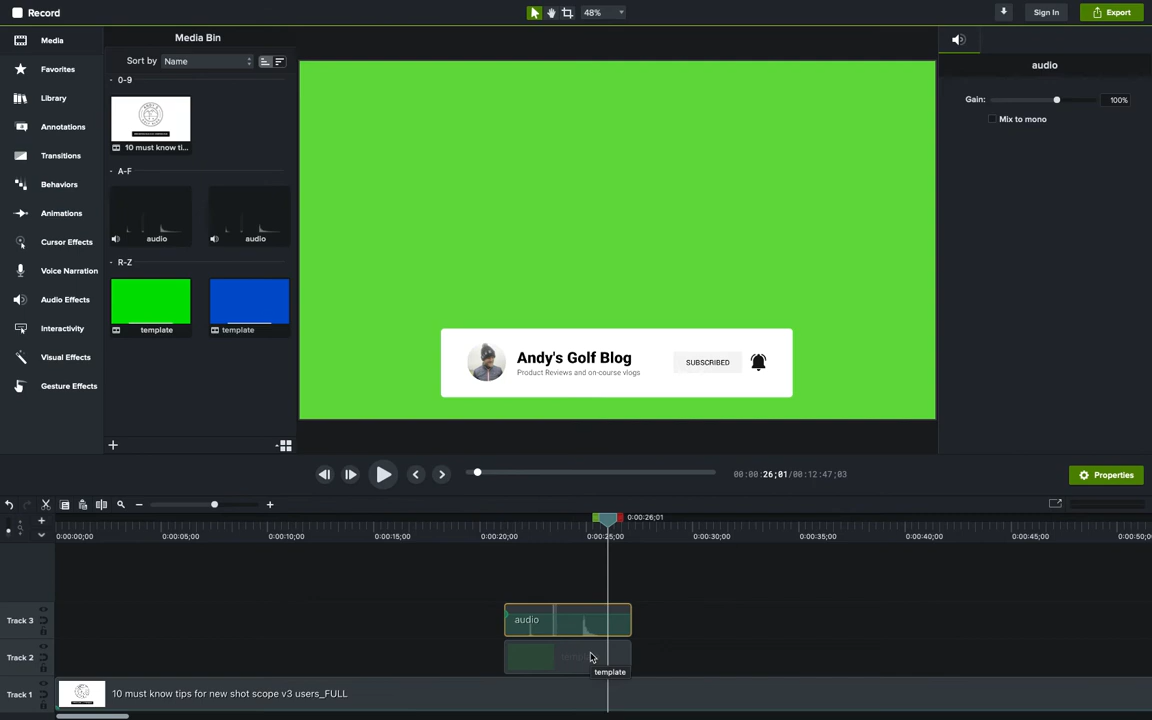 Record
48%
Sign In
Export
Media
Favorites
Library
Annotations
Transitions
Behaviors
Animations
Cursor Effects
Voice Narration
Audio Effects
Interactivity
Visual Effects
Gesture Effects
Media Bin
Sort by
Name
0-9
10 must know ti...
A-F
audio
audio
R-Z
template
template
Andy's Golf Blog
Product Reviews and on-course vlogs
SUBSCRIBED
audio
Gain:
100%
Mix to mono
00:00:26;01/00:12:47;03
Properties
0:00:26;01
0:00:00;00
0:00:05;00
0:00:10;00
0:00:15;00
0:00:20;00
0:00:25;00
0:00:30;00
0:00:35;00
0:00:40;00
0:00:45;00
0:00:50;0
Track 3
audio
Track 2
template
Track 1
10 must know tips for new shot scope v3 users_FULL